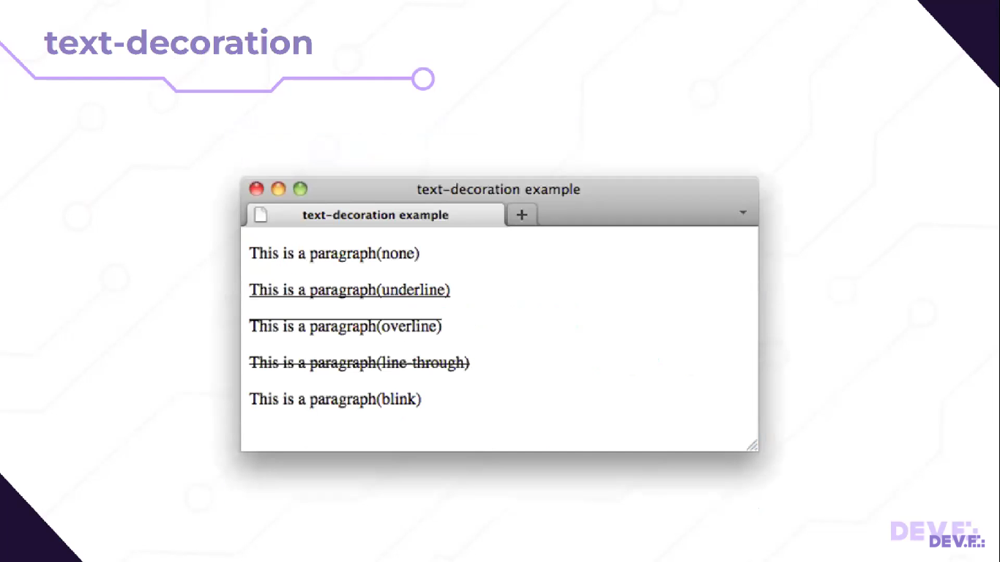 text-decoration
text-decoration example
text-decoration example
This is a paragraph(none)
This is a paragraph(underline)
This is a paragraph(overline)
This is a paragraph(line-through)
This is a paragraph(blink)
DEV.F.:
DEV.F.: